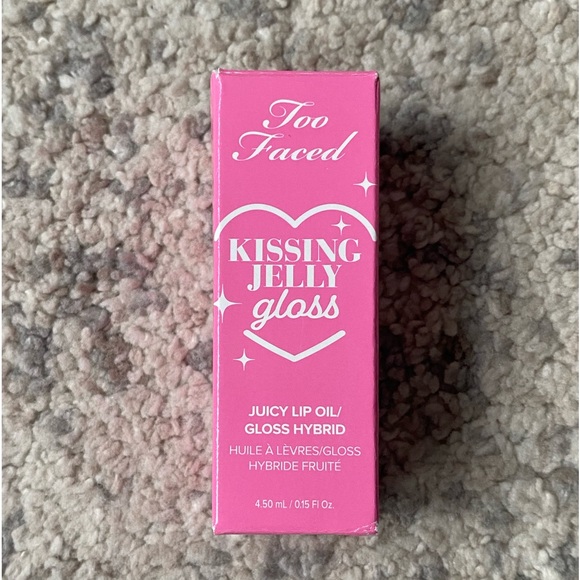 Too
Faced
KISSING
JELLY
gloss
JUICY LIP OIL/
GLOSS HYBRID
HUILE À LÈVRES/GLOSS
HYBRIDE FRUITÉ
4.50 mL / 0.15 Fl Oz.